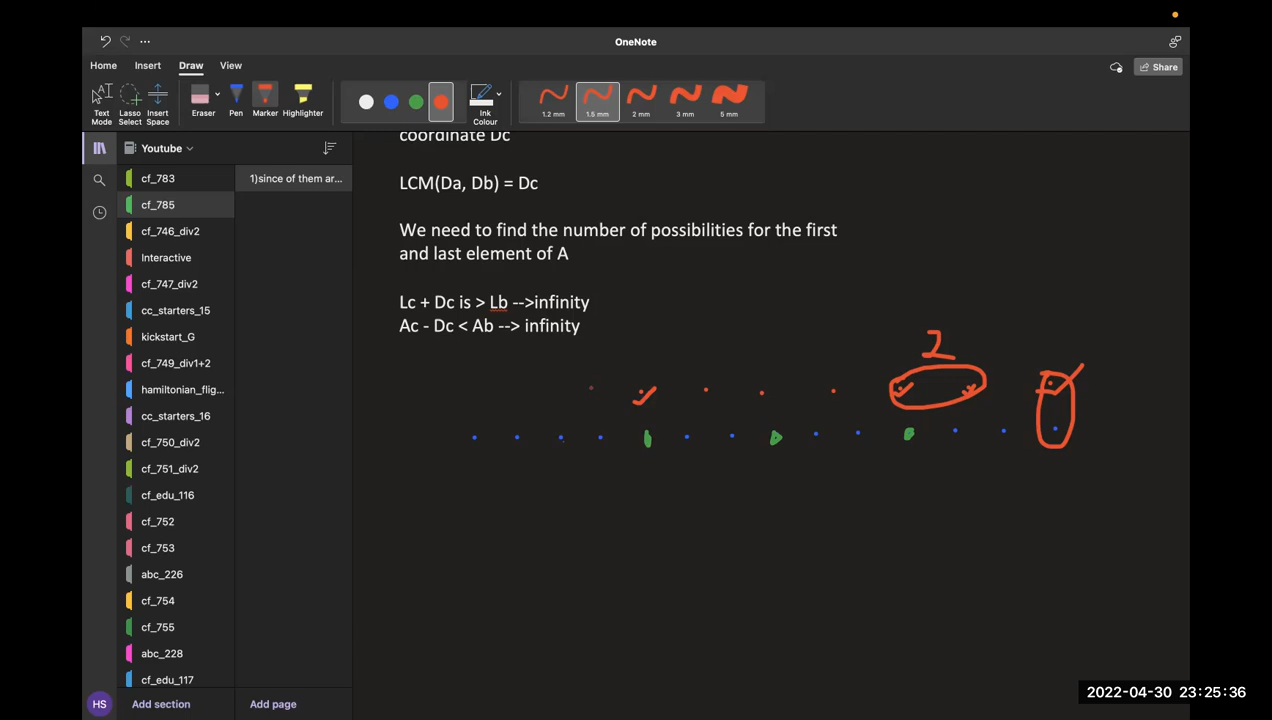 OneNote
Home Insert Draw View
Share
Text Mode
Lasso Select
Insert Space
Eraser
Pen
Marker
Highlighter
Ink Colour
1.2 mm
1.5 mm
2 mm
3 mm
5 mm
Youtube
cf_783
cf_785
cf_746_div2
Interactive
cf_747_div2
cc_starters_15
kickstart_G
cf_749_div1+2
hamiltonian_flig...
cc_starters_16
cf_750_div2
cf_751_div2
cf_edu_116
cf_752
cf_753
abc_226
cf_754
cf_755
abc_228
cf_edu_117
HS
Add section
1)since of them ar...
Add page
coordinate Dc
LCM(Da, Db) = Dc
We need to find the number of possibilities for the first
and last element of A
Lc + Dc is > Lb -->infinity
Ac - Dc < Ab --> infinity
2022-04-30 23:25:36